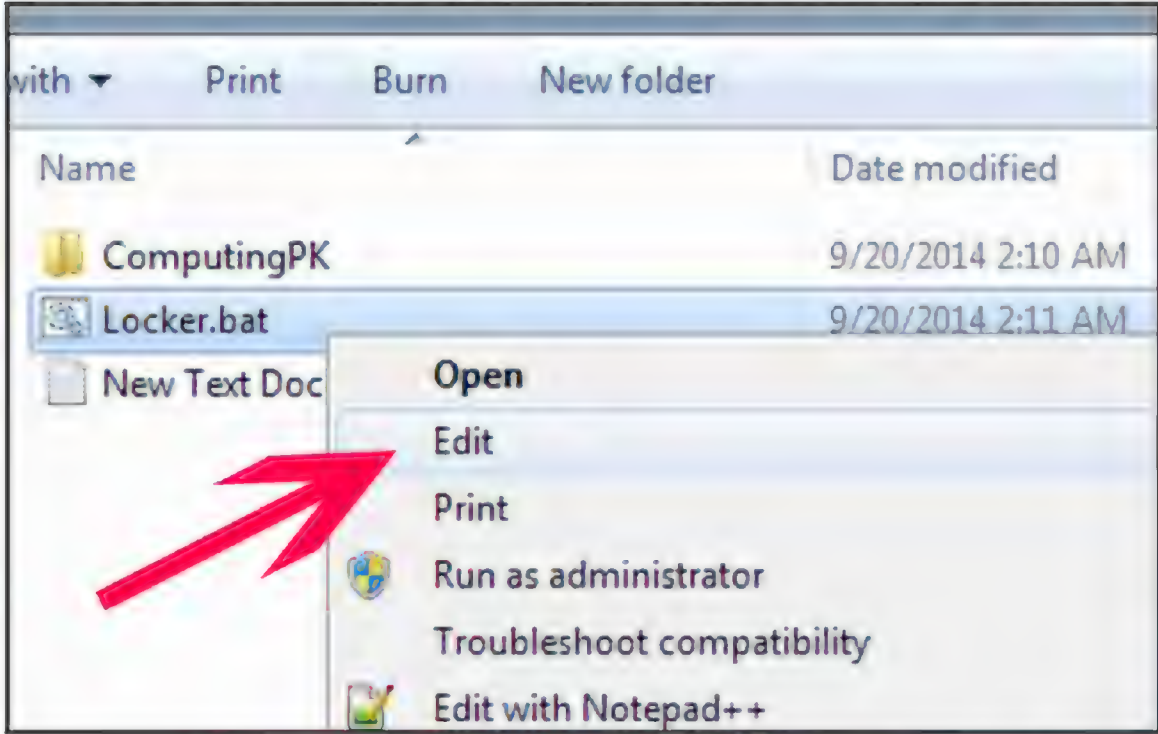 with Print Burn New folder
Name Date modified
ComputingPK 9/20/2014 2:10 AM
Locker.bat 9/20/2014 2:11 AM
New Text Doc
Open
Edit
Print
Run as administrator
Troubleshoot compatibility
Edit with Notepad++